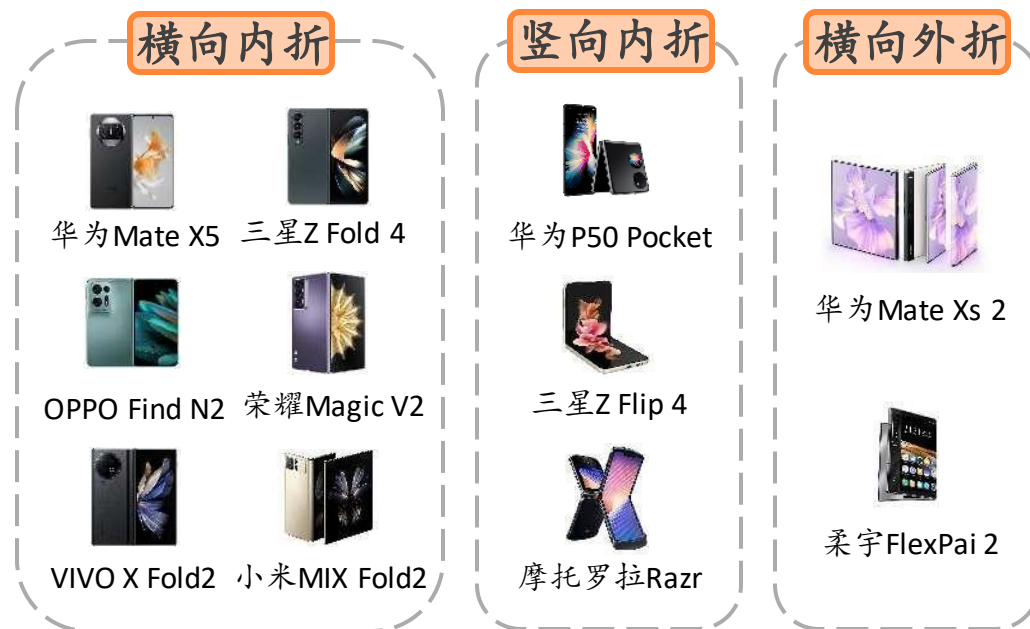 横向内折
竖向内折
横向外折
华为Mate X5
三星Z Fold 4
OPPO Find N2
荣耀Magic V2
VIVO X Fold2
小米MIX Fold2
华为P50 Pocket
三星Z Flip 4
摩托罗拉Razr
华为Mate Xs 2
柔宇FlexPai 2